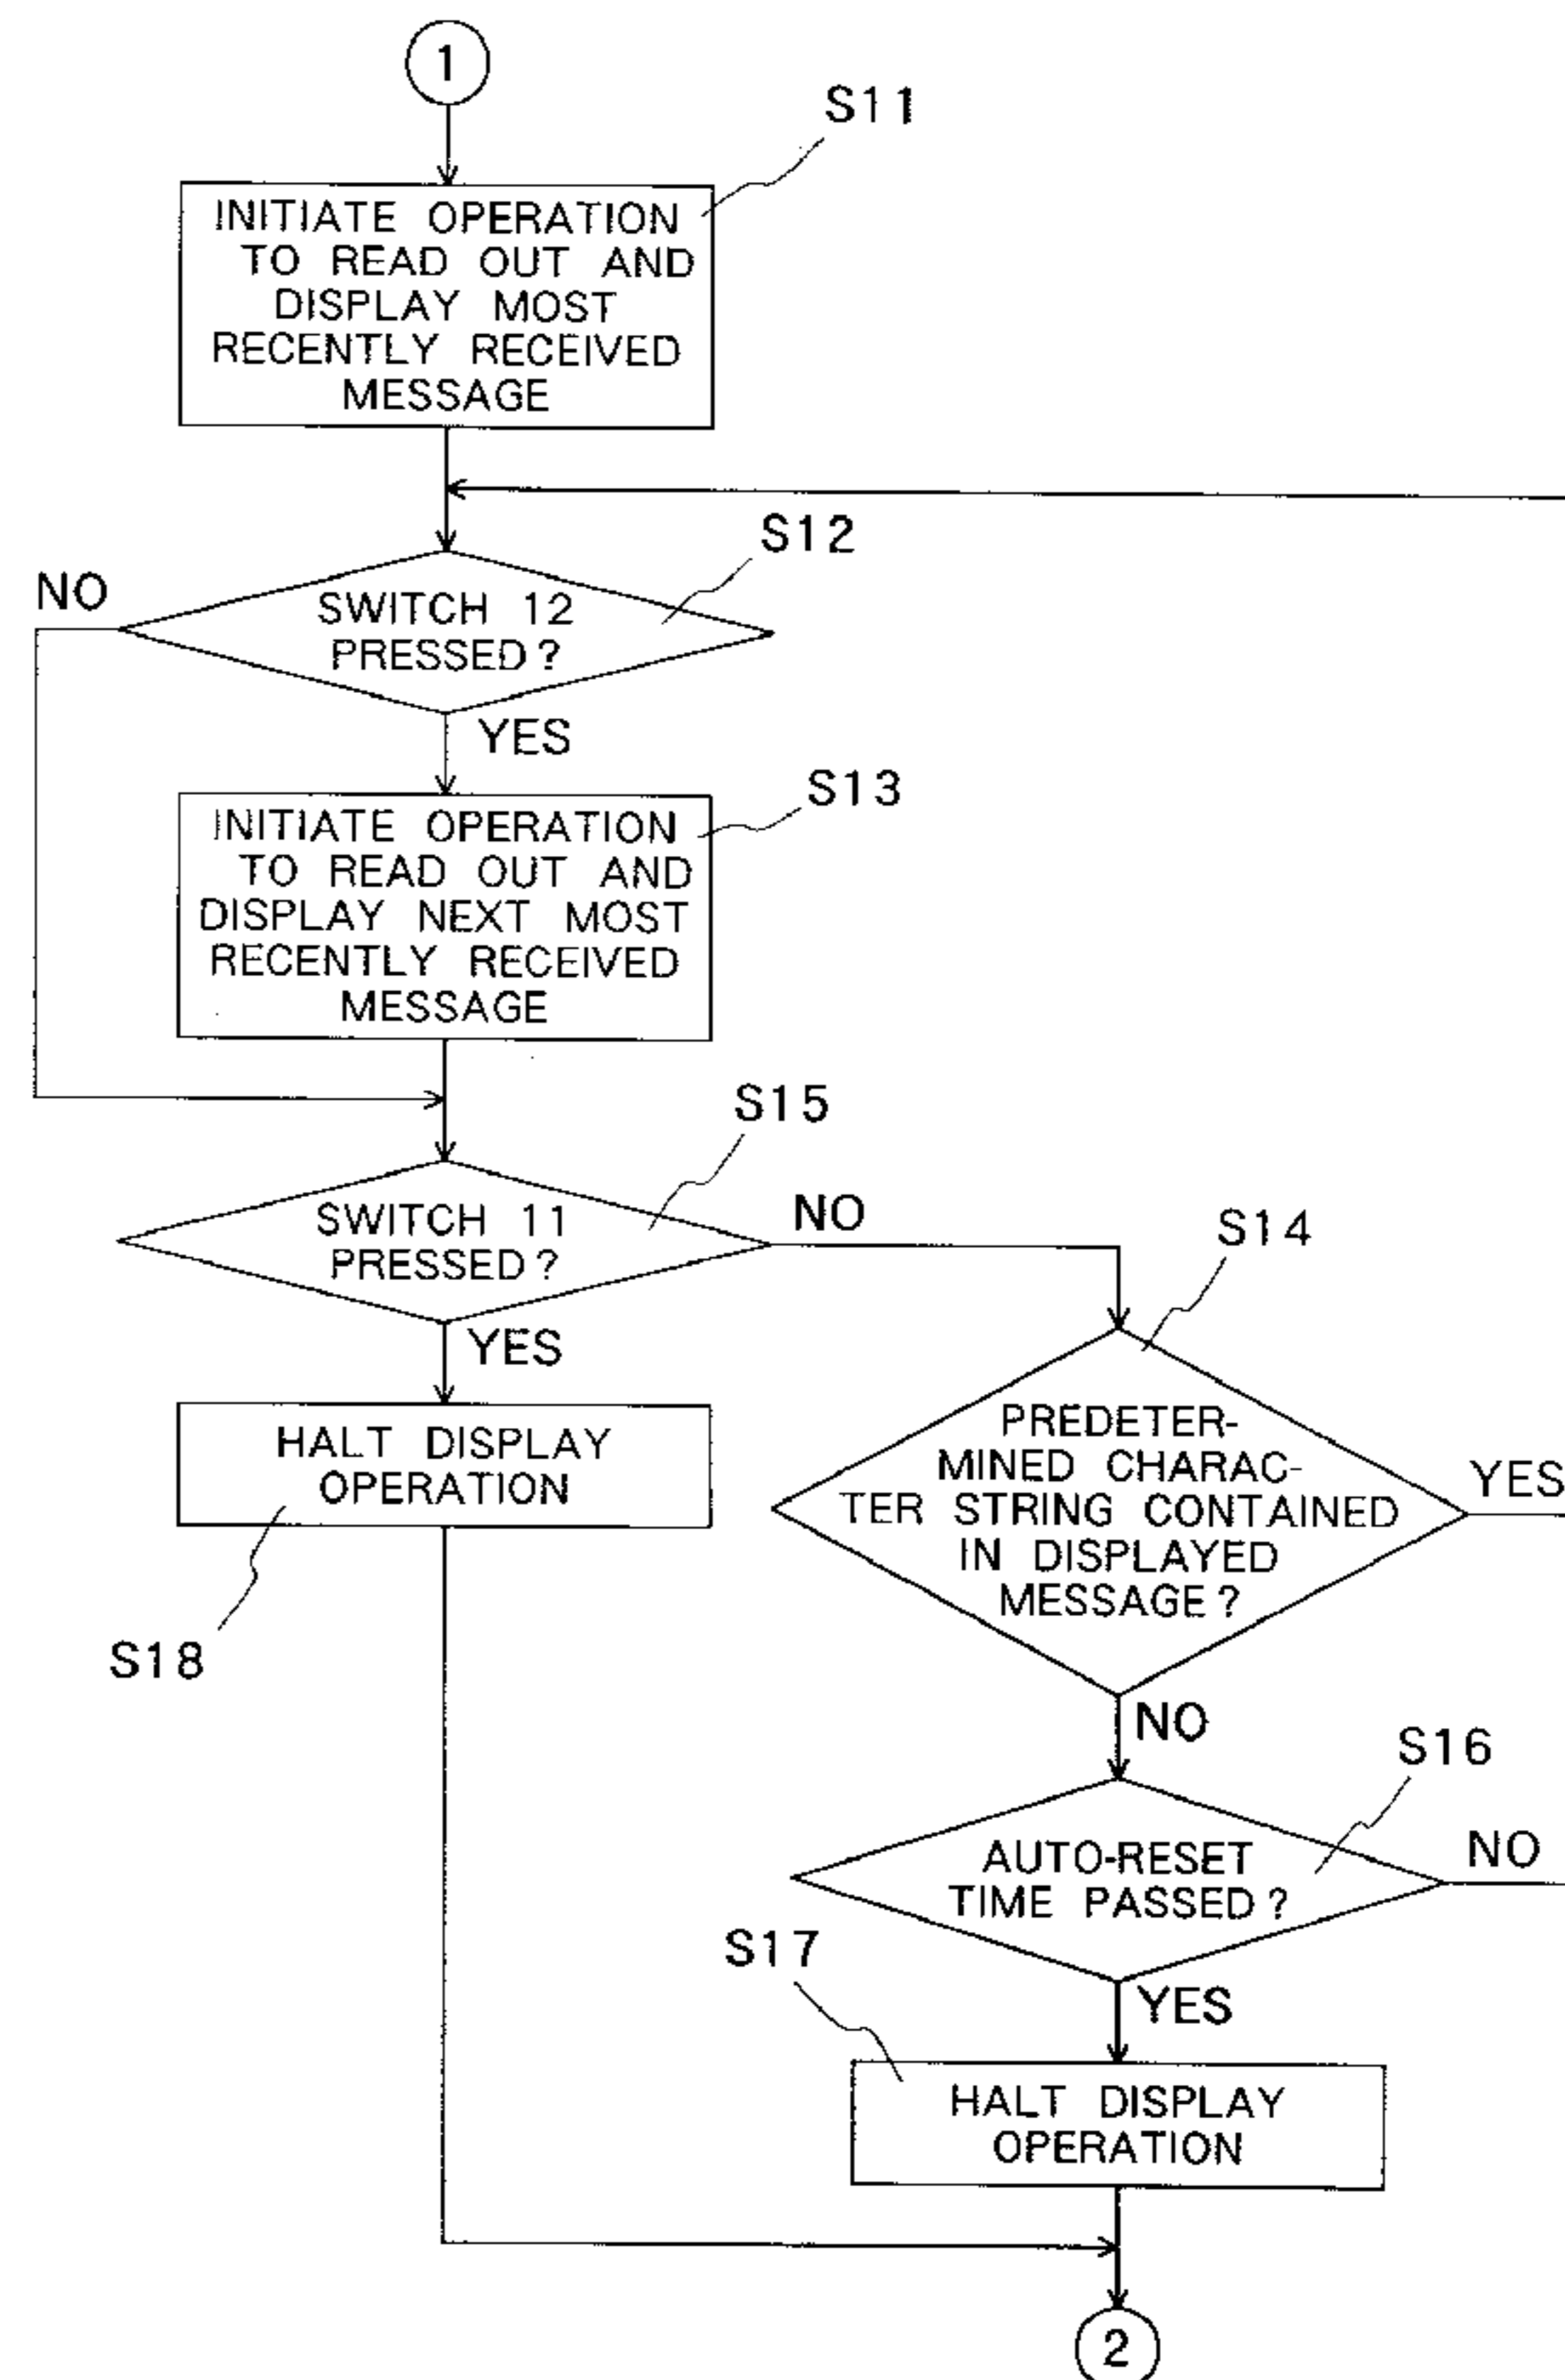 1
S11
INITIATE OPERATION
TO READ OUT AND
DISPLAY MOST
RECENTLY RECEIVED
MESSAGE
S12
NO
SWITCH 12
PRESSED?
YES
S13
INITIATE OPERATION
TO READ OUT AND
DISPLAY NEXT MOST
RECENTLY RECEIVED
MESSAGE
S15
SWITCH 11
PRESSED?
NO
YES
S14
HALT DISPLAY
OPERATION
S18
PREDETER-
MINED CHARAC-
TER STRING CONTAINED
IN DISPLAYED
MESSAGE?
YES
NO
S16
AUTO-RESET
TIME PASSED?
NO
S17
YES
HALT DISPLAY
OPERATION
2